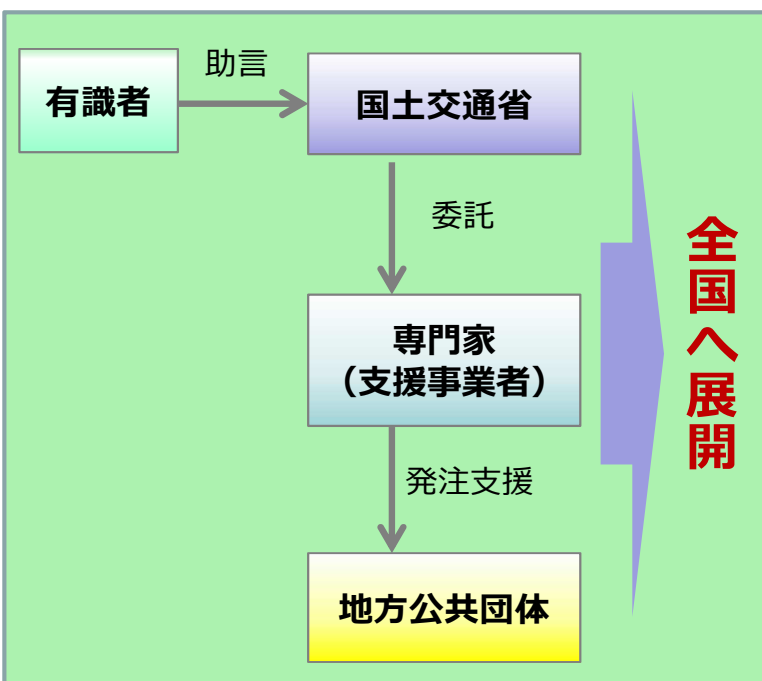 助言
有識者
国土交通省
委託
専門家
（支援事業者）
発注支援
地方公共団体
全国へ展開